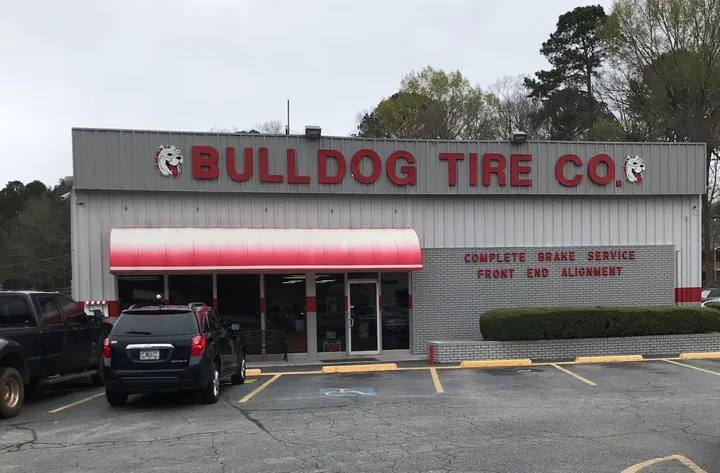 BULLDOG TIRE CO.
COMPLETE BRAKE SERVICE
FRONT END ALIGNMENT